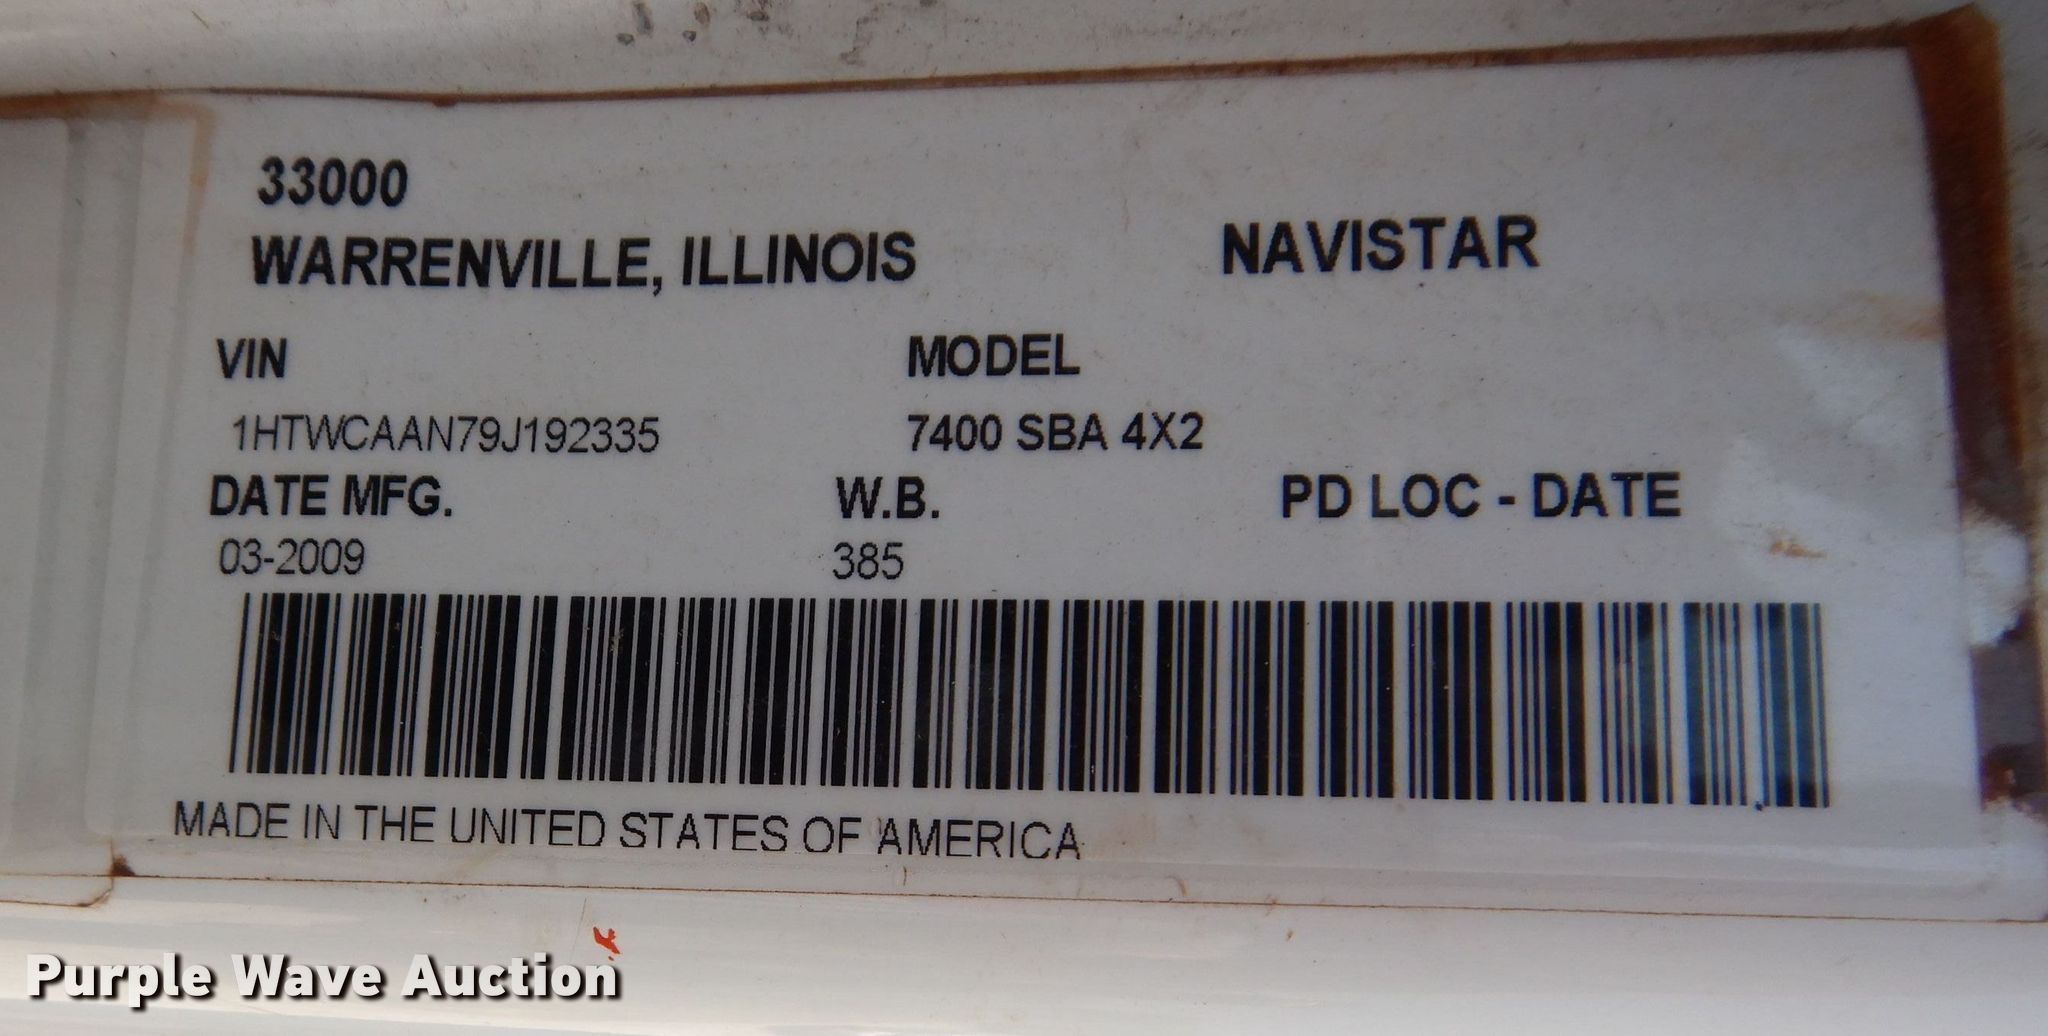 33000
WARRENVILLE, ILLINOIS NAVISTAR
VIN MODEL
1HTWCAAN79J192335 7400 SBA 4X2
DATE MFG. W.B. PD LOC - DATE
03-2009 385
MADE IN THE UNITED STATES OF AMERICA
Purple Wave Auction